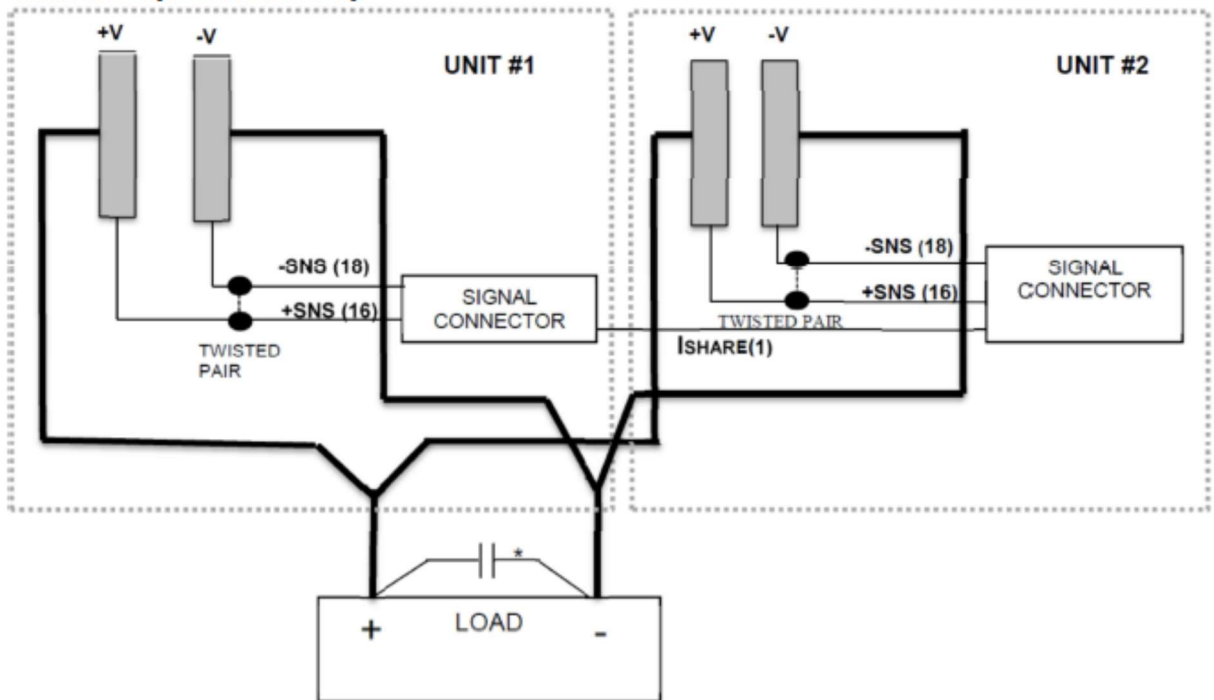 +V
-V
UNIT #1
-SNS (18)
+SNS (16)
SIGNAL
CONNECTOR
TWISTED
PAIR
+V
-V
UNIT #2
-SNS (18)
+SNS (16)
SIGNAL
CONNECTOR
TWISTED PAIR
ISHARE(1)
*
+
LOAD
-